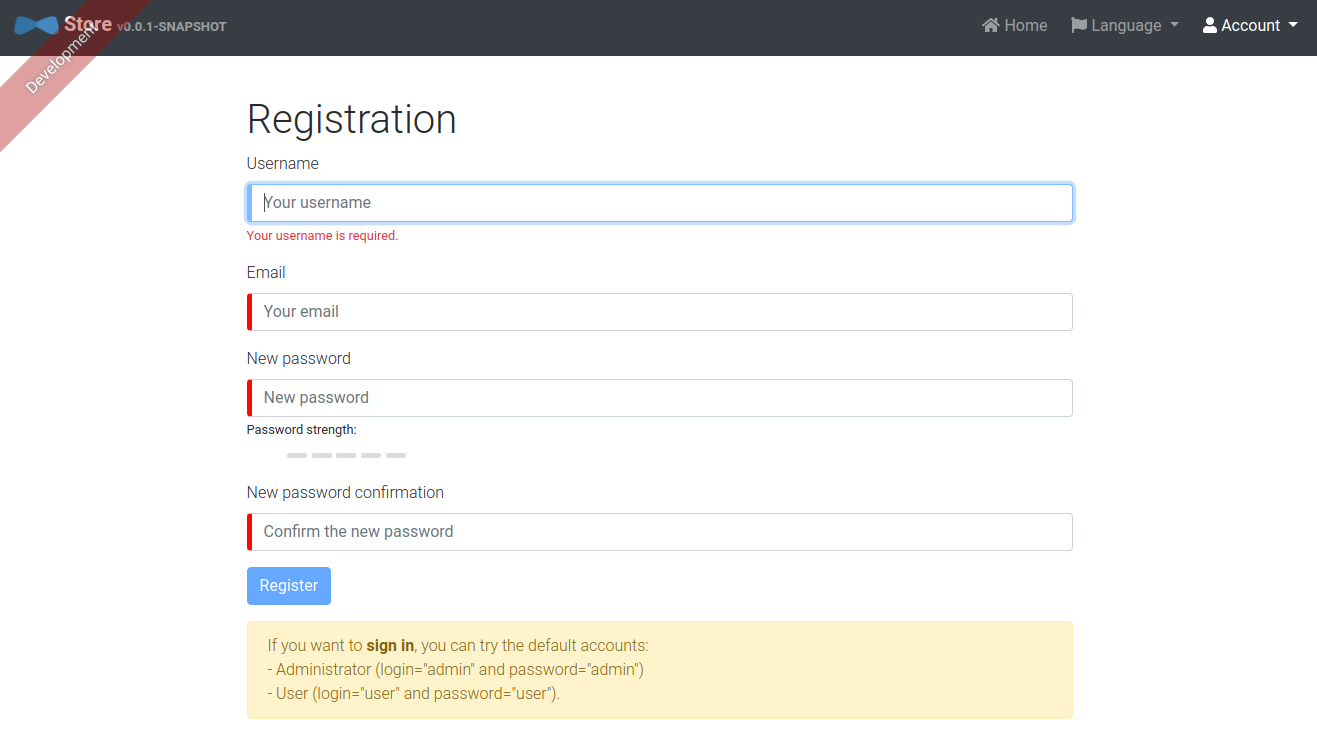 Store v0.0.1-SNAPSHOT
Home Language Account
Development
Registration
Username
Your username
Your username is required.
Email
Your email
New password
New password
Password strength:
New password confirmation
Confirm the new password
Register
If you want to sign in, you can try the default accounts:
- Administrator (login="admin" and password="admin")
- User (login="user" and password="user").